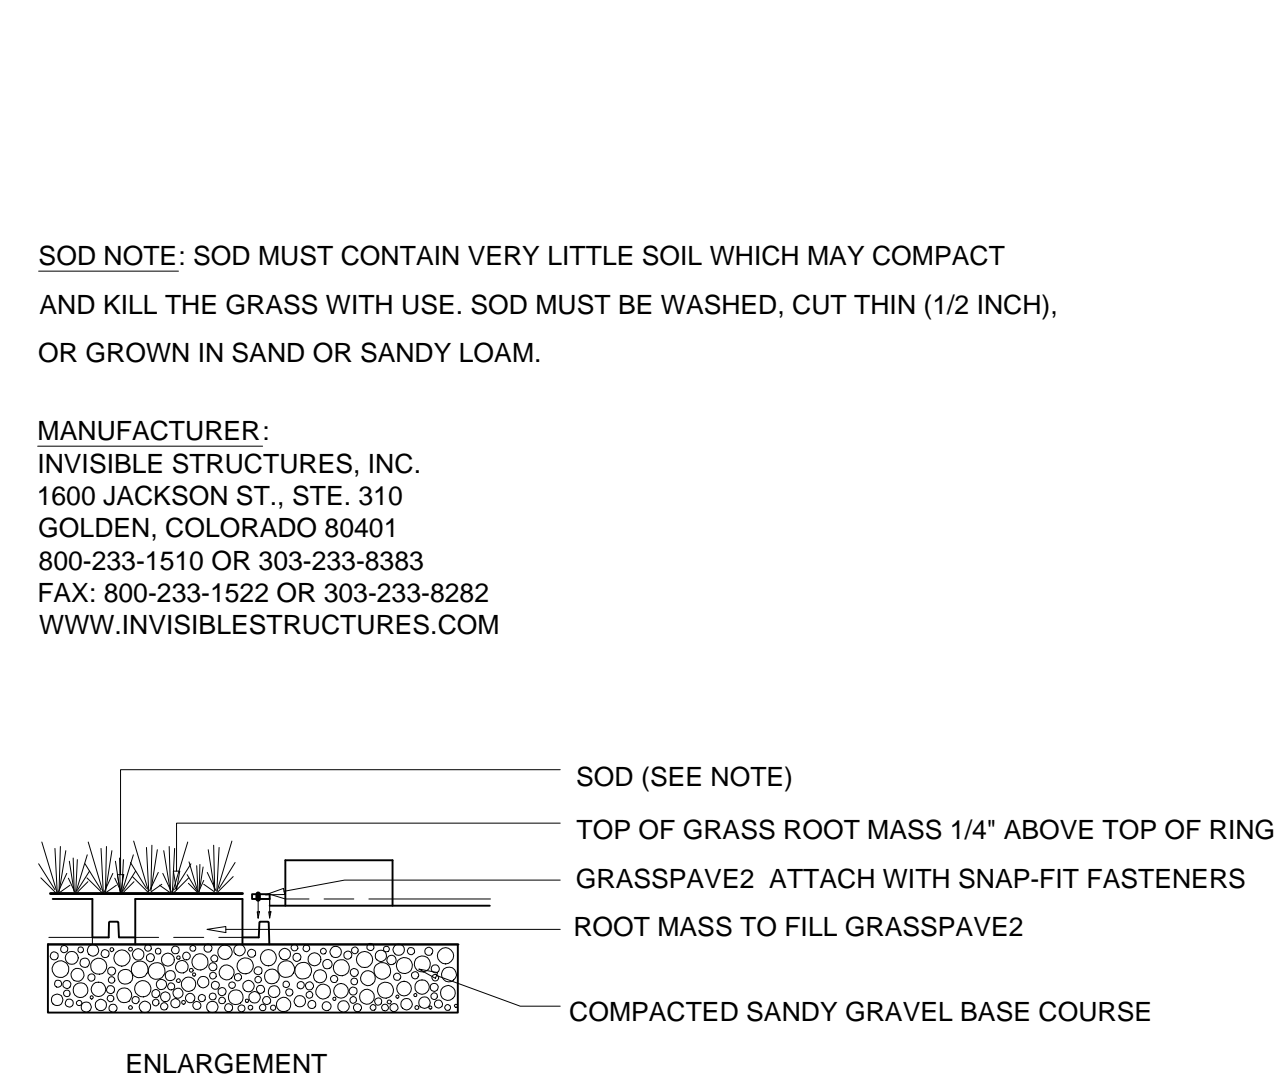 SOD NOTE: SOD MUST CONTAIN VERY LITTLE SOIL WHICH MAY COMPACT
AND KILL THE GRASS WITH USE. SOD MUST BE WASHED, CUT THIN (1/2 INCH),
OR GROWN IN SAND OR SANDY LOAM.
MANUFACTURER:
INVISIBLE STRUCTURES, INC.
1600 JACKSON ST., STE. 310
GOLDEN, COLORADO 80401
800-233-1510 OR 303-233-8383
FAX: 800-233-1522 OR 303-233-8282
WWW.INVISIBLESTRUCTURES.COM
SOD (SEE NOTE)
TOP OF GRASS ROOT MASS 1/4" ABOVE TOP OF RING
GRASSPAVE2 ATTACH WITH SNAP-FIT FASTENERS
ROOT MASS TO FILL GRASSPAVE2
COMPACTED SANDY GRAVEL BASE COURSE
ENLARGEMENT